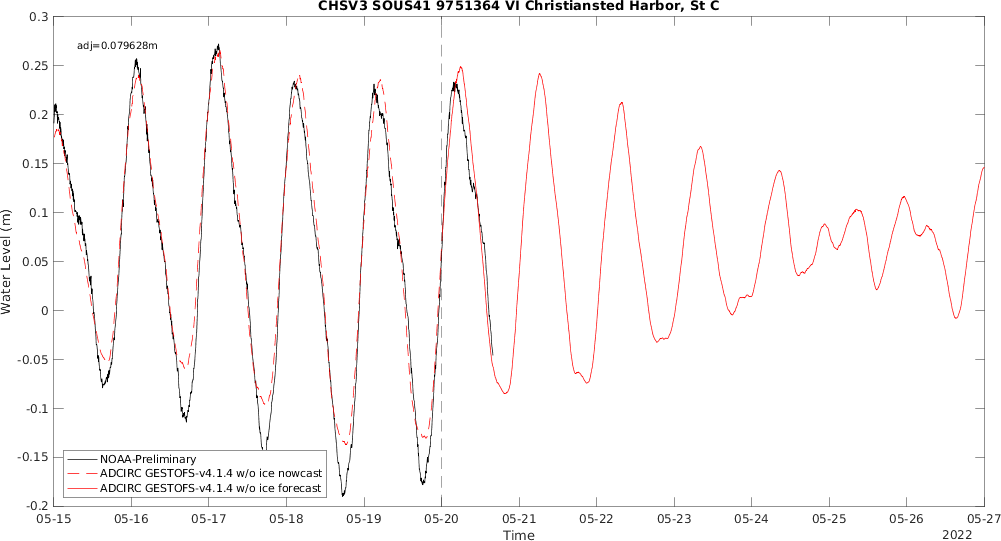 CHSV3 SOUS41 9751364 VI Christiansted Harbor, St C
adj=0.079628m
0.3
0.25
0.2
0.15
0.1
0.05
0
-0.05
-0.1
-0.15
-0.2
Water Level (m)
NOAA-Preliminary
ADCIRC GESTOFS-v4.1.4 w/o ice nowcast
ADCIRC GESTOFS-v4.1.4 w/o ice forecast
05-15 05-16 05-17 05-18 05-19 05-20 05-21 05-22 05-23 05-24 05-25 05-26 05-27
Time
2022